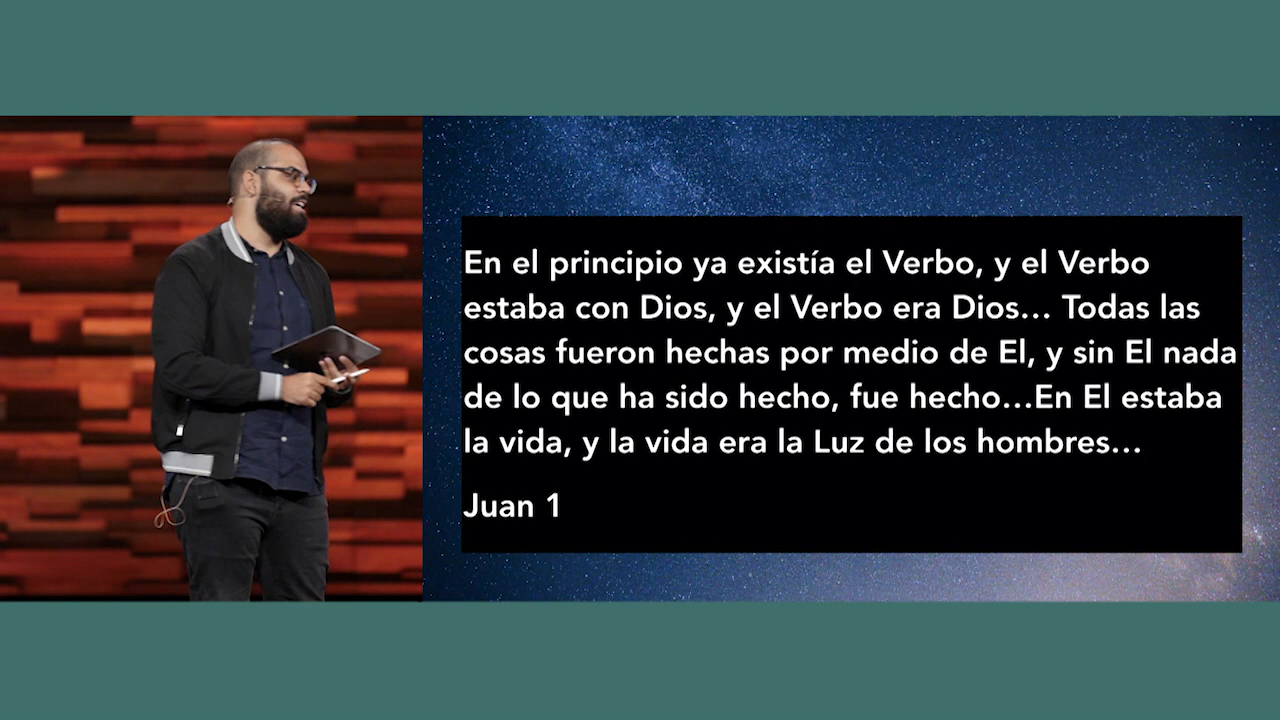 En el principio ya existía el Verbo, y el Verbo
estaba con Dios, y el Verbo era Dios... Todas las
cosas fueron hechas por medio de El, y sin El nada
de lo que ha sido hecho, fue hecho...En El estaba
la vida, y la vida era la Luz de los hombres...
Juan 1